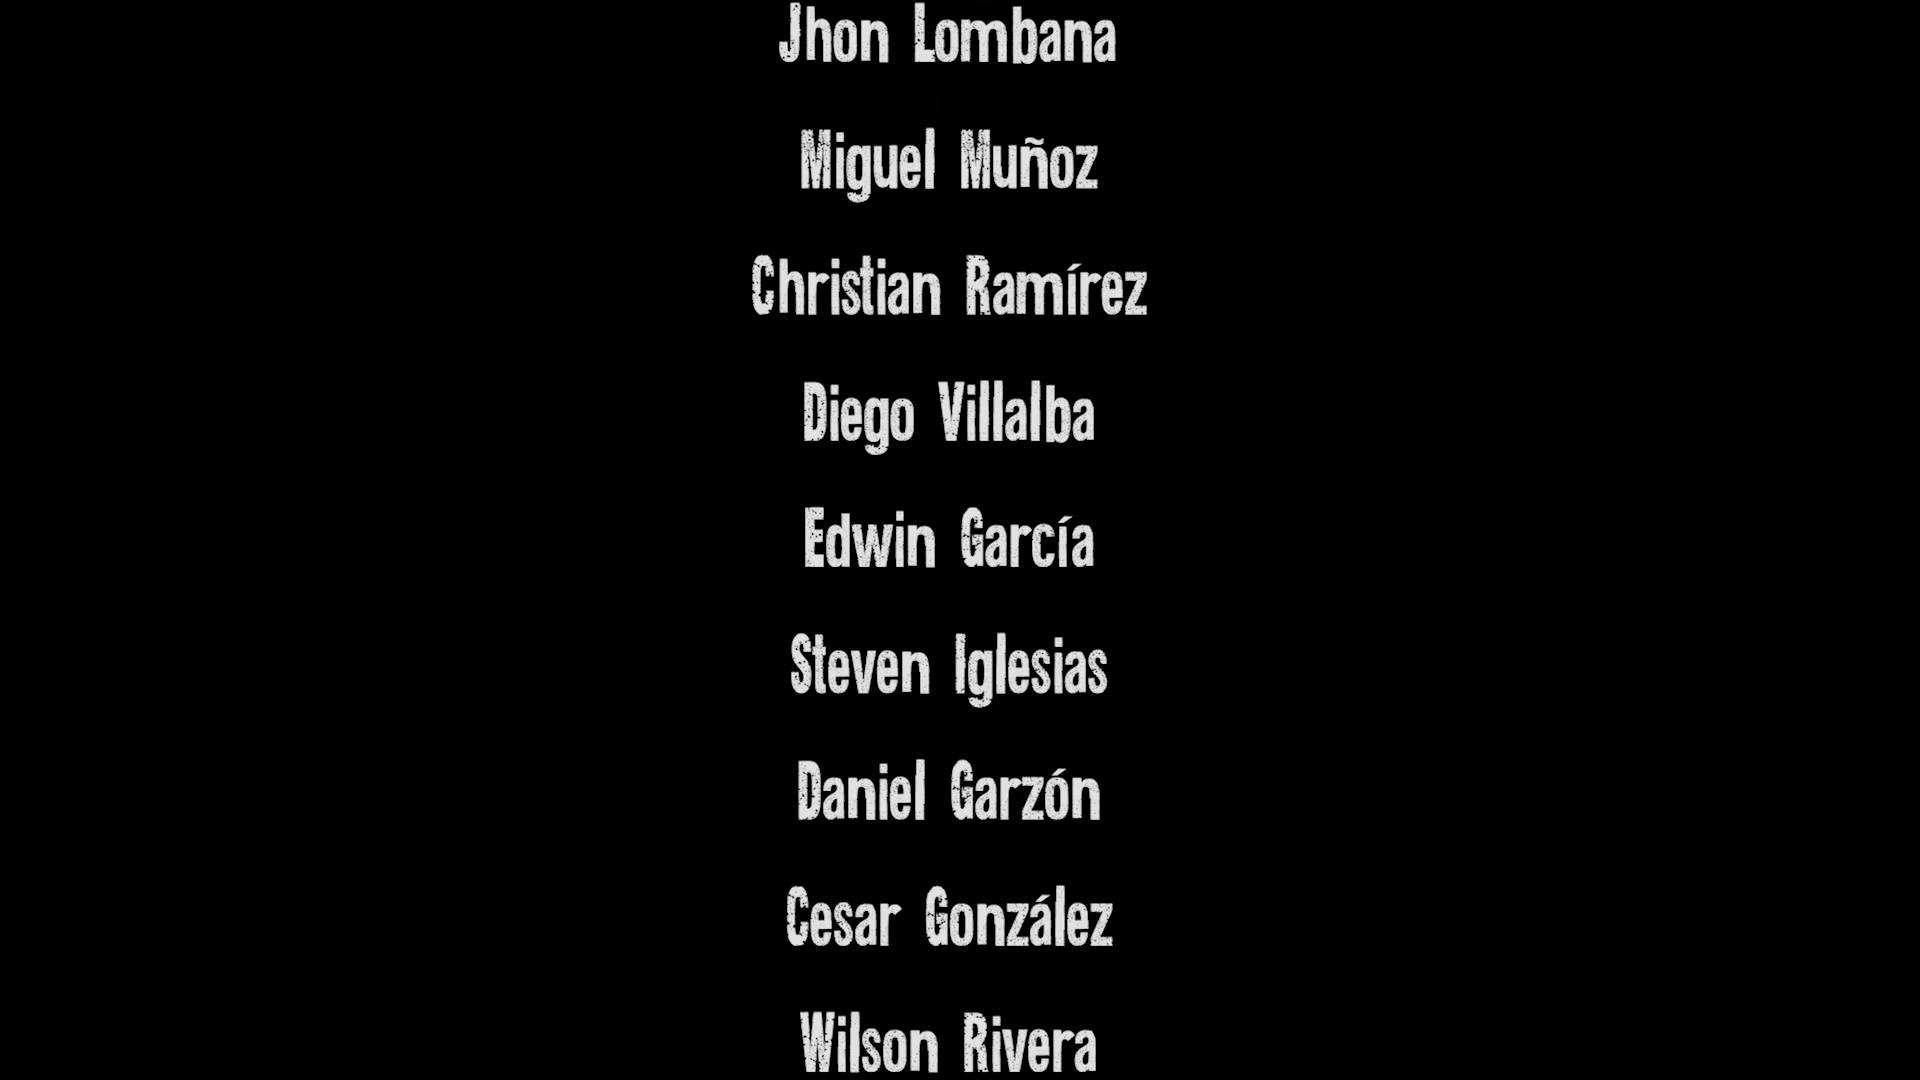 Jhon Lombana
Miguel Muñoz
Christian Ramírez
Diego Villalba
Edwin García
Steven Iglesias
Daniel Garzón
Cesar González
Wilson Rivera